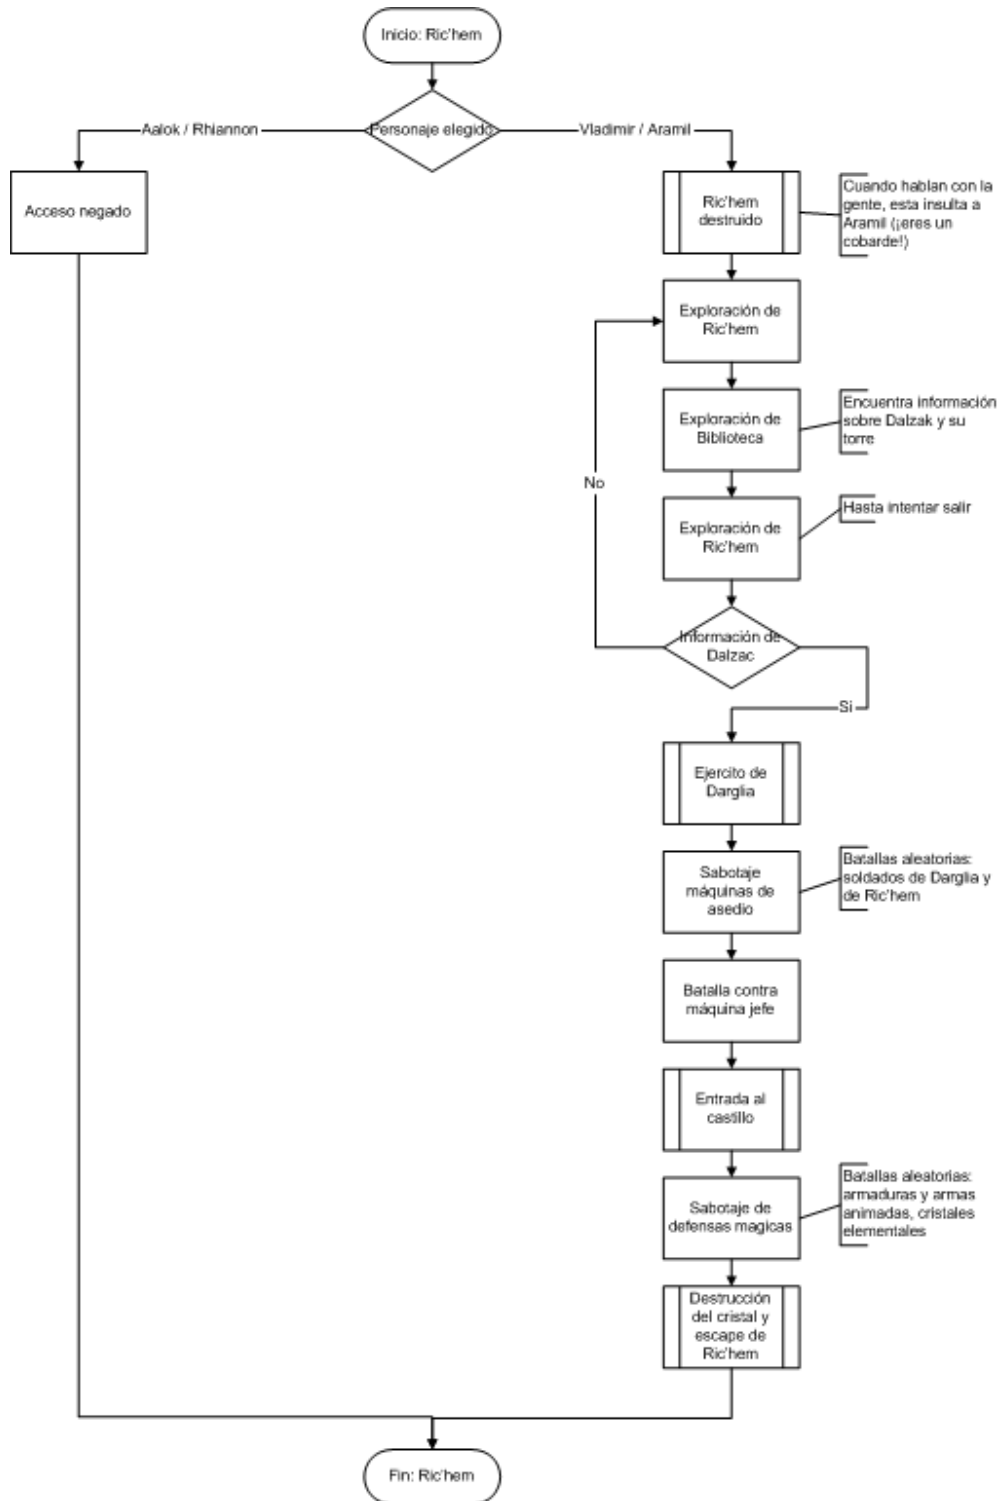 Inicio: Ric'hem
Personaje elegido
Aalok / Rhiannon
Vladimir / Aramil
Acceso negado
Ric'hem
destruido
Cuando hablan con la
gente, esta insulta a
Aramil (¡eres un
cobarde!)
Exploración de
Ric'hem
Exploración de
Biblioteca
Encuentra información
sobre Dalzak y su
torre
No
Exploración de
Ric'hem
Hasta intentar salir
Información de
Dalzac
Si
Ejercito de
Darglia
Sabotaje
máquinas de
asedio
Batallas aleatorias:
soldados de Darglia y
de Ric'hem
Batalla contra
máquina jefe
Entrada al
castillo
Sabotaje de
defensas magicas
Batallas aleatorias:
armaduras y armas
animadas, cristales
elementales
Destrucción
del cristal y
escape de
Ric'hem
Fin: Ric'hem